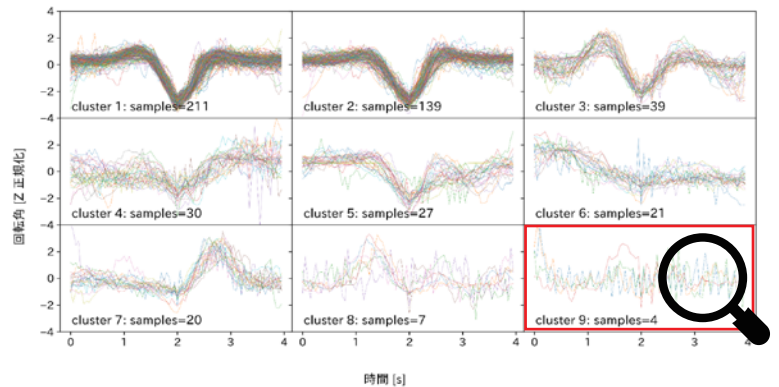 4
2
0
−2
−4
cluster 1: samples=211
cluster 2: samples=139
cluster 3: samples=39
2
0
−2
−4
cluster 4: samples=30
cluster 5: samples=27
cluster 6: samples=21
2
0
−2
−4
cluster 7: samples=20
cluster 8: samples=7
cluster 9: samples=4
0 1 2 3 4 0 1 2 3 4 0 1 2 3 4
回転角 [Z 正規化]
時間 [s]